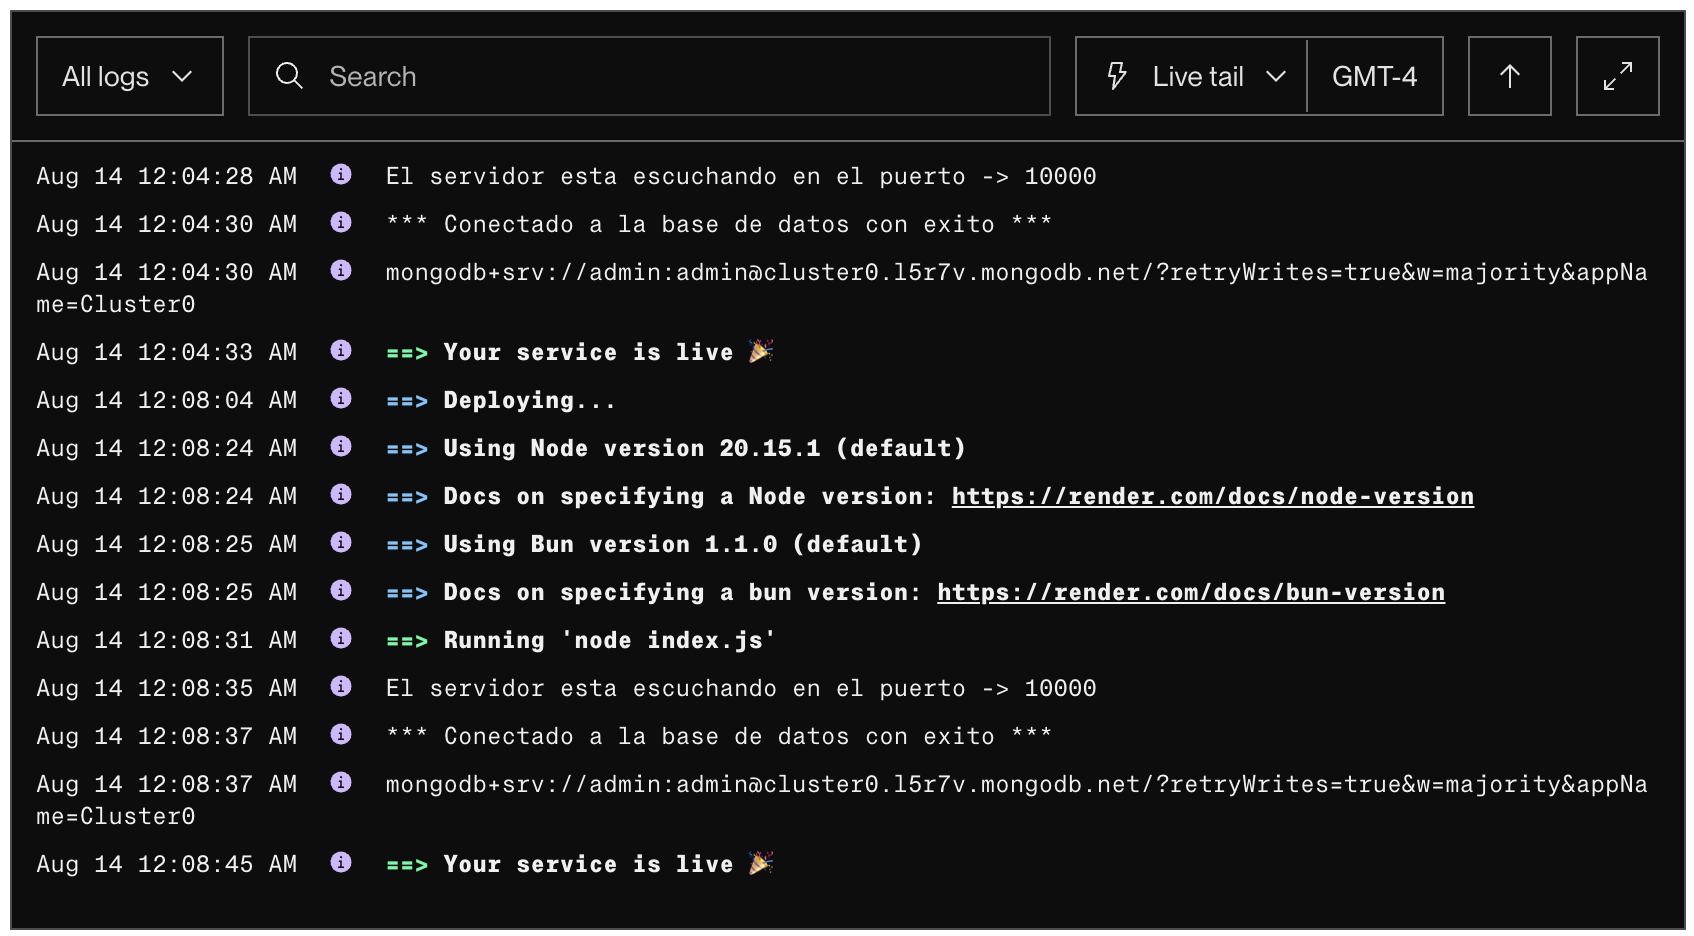 All logs
Search
Live tail
GMT-4
Aug 14 12:04:28 AM i El servidor esta escuchando en el puerto -> 10000
Aug 14 12:04:30 AM i *** Conectado a la base de datos con exito ***
Aug 14 12:04:30 AM i mongodb+srv://admin:admin@cluster0.l5r7v.mongodb.net/?retryWrites=true&w=majority&appNa
me=Cluster0
Aug 14 12:04:33 AM i ==> Your service is live 🎉
Aug 14 12:08:04 AM i ==> Deploying...
Aug 14 12:08:24 AM i ==> Using Node version 20.15.1 (default)
Aug 14 12:08:24 AM i ==> Docs on specifying a Node version: https://render.com/docs/node-version
Aug 14 12:08:25 AM i ==> Using Bun version 1.1.0 (default)
Aug 14 12:08:25 AM i ==> Docs on specifying a bun version: https://render.com/docs/bun-version
Aug 14 12:08:31 AM i ==> Running 'node index.js'
Aug 14 12:08:35 AM i El servidor esta escuchando en el puerto -> 10000
Aug 14 12:08:37 AM i *** Conectado a la base de datos con exito ***
Aug 14 12:08:37 AM i mongodb+srv://admin:admin@cluster0.l5r7v.mongodb.net/?retryWrites=true&w=majority&appNa
me=Cluster0
Aug 14 12:08:45 AM i ==> Your service is live 🎉